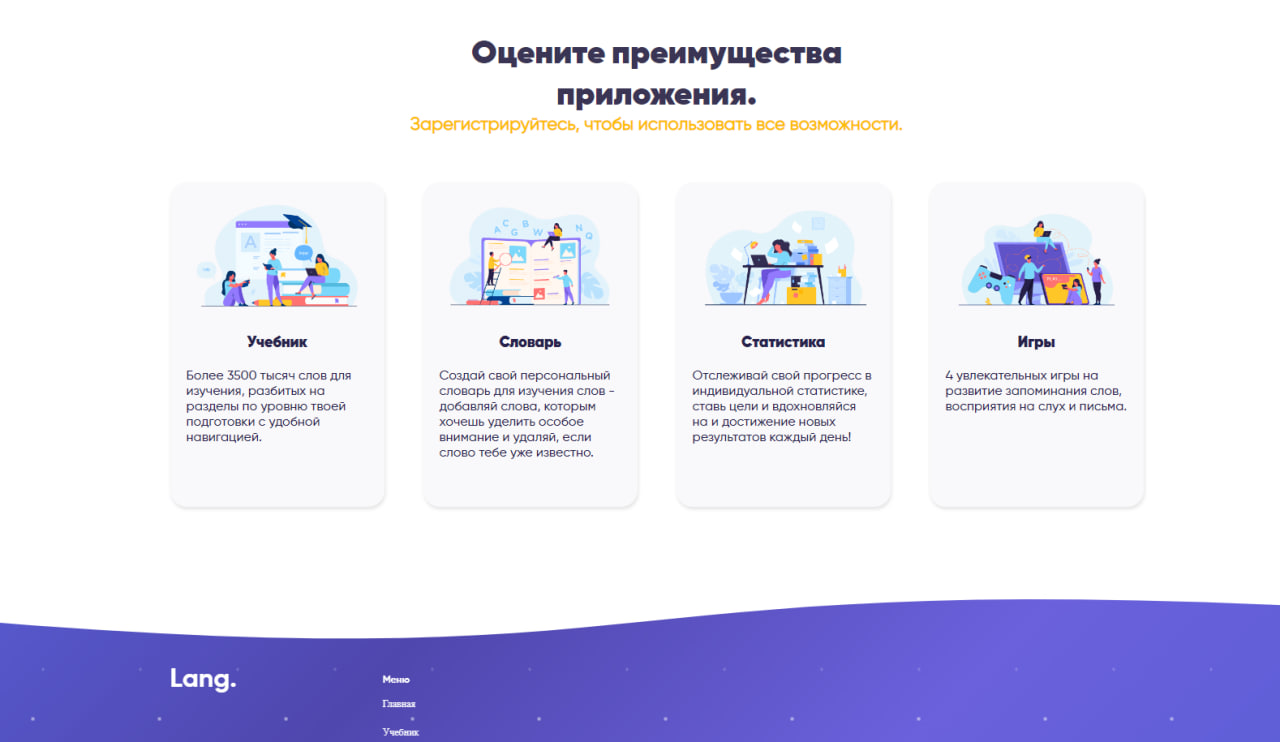 Оцените преимущества
приложения.
Зарегистрируйтесь, чтобы использовать все возможности.
A
A C G B W N Q
Учебник
Более 3500 тысяч слов для
изучения, разбитых на
разделы по уровню твоей
подготовки с удобной
навигацией.
Словарь
Создай свой персональный
словарь для изучения слов -
добавляй слова, которым
хочешь уделить особое
внимание и удаляй, если
слово тебе уже известно.
Статистика
Отслеживай свой прогресс в
индивидуальной статистике,
ставь цели и вдохновляйся
на и достижение новых
результатов каждый день!
Игры
4 увлекательных игры на
развитие запоминания слов,
восприятия на слух и письма.
Lang.
Меню
Главная
Учебник